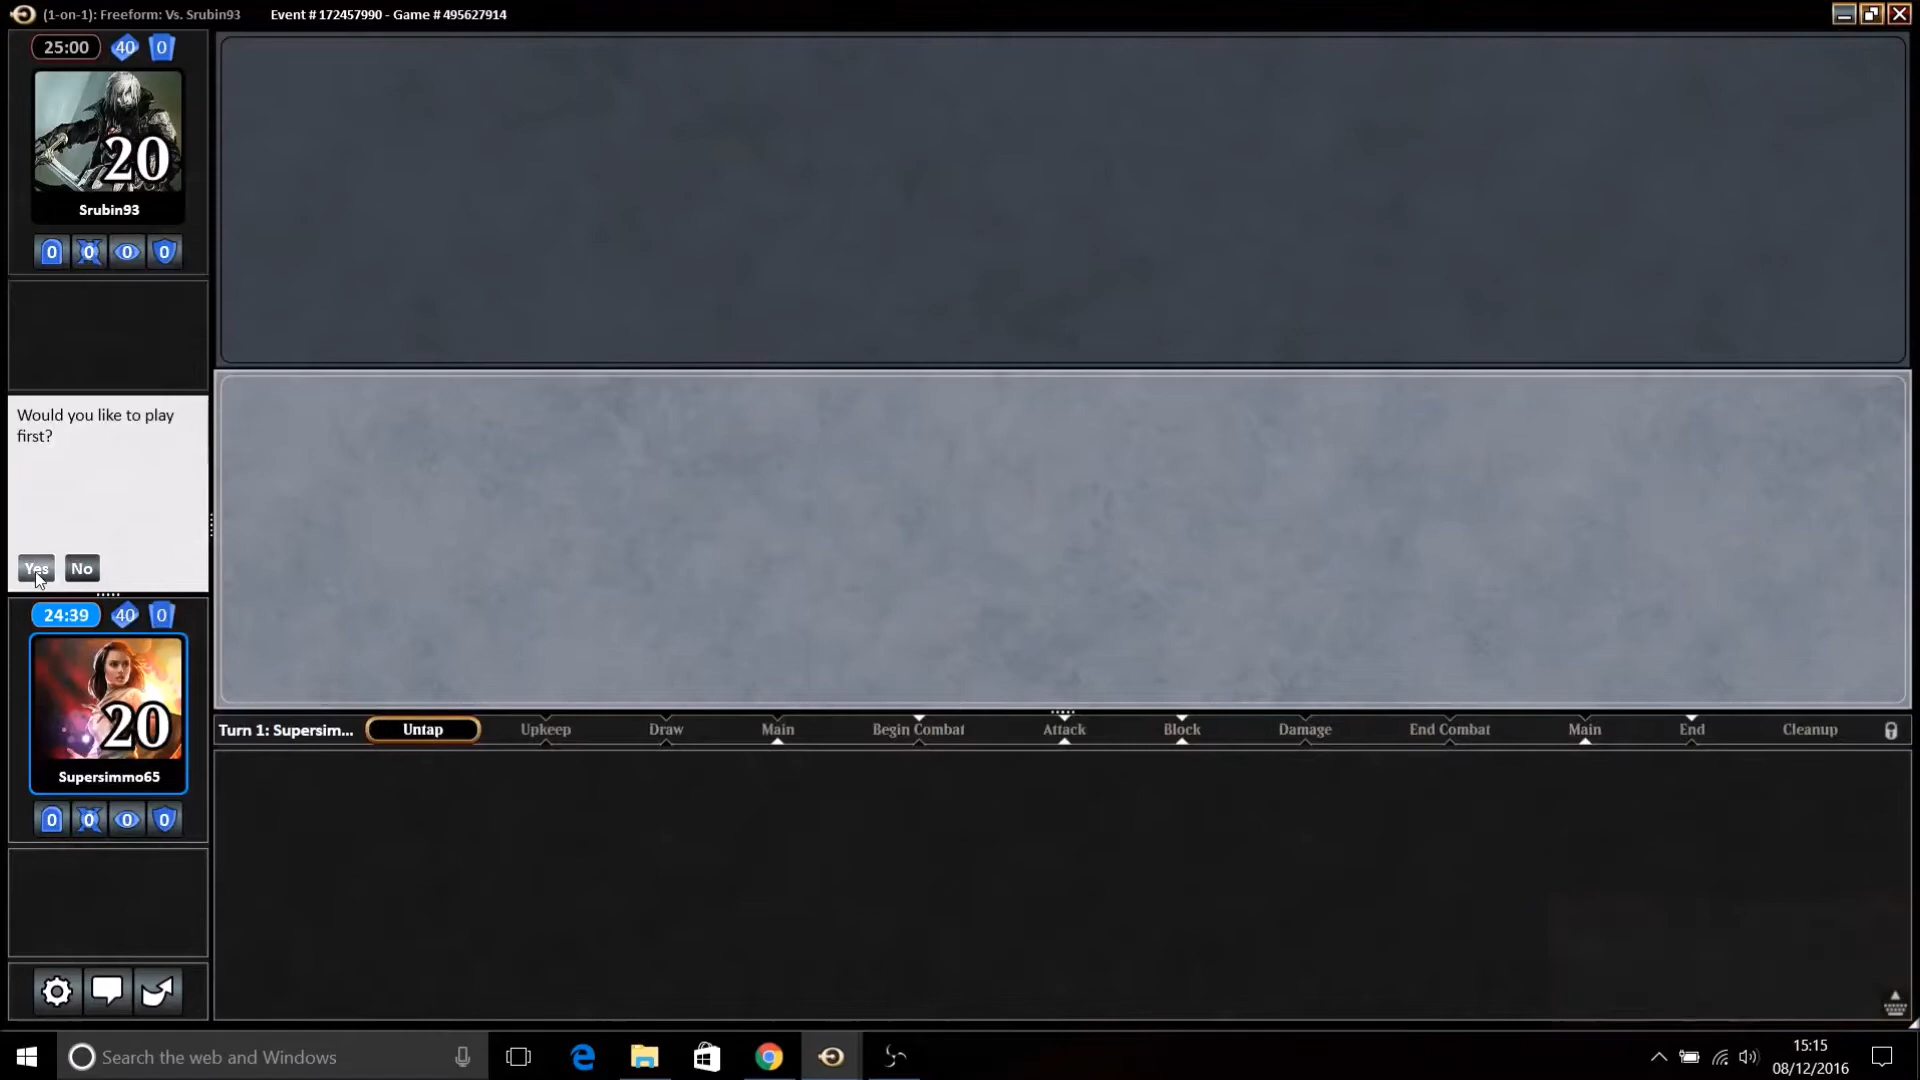 (1-on-1): Freeform: Vs. Srubin93 Event # 172457990 - Game # 495627914
25:00 40 0
20
Srubin93
0 0 0 0
Would you like to play
first?
Yes No
24:39 40 0
20
Supersimmo65
0 0 0 0
Turn 1: Supersim... Untap Upkeep Draw Main Begin Combat Attack Block Damage End Combat Main End Cleanup
Search the web and Windows
15:15
08/12/2016